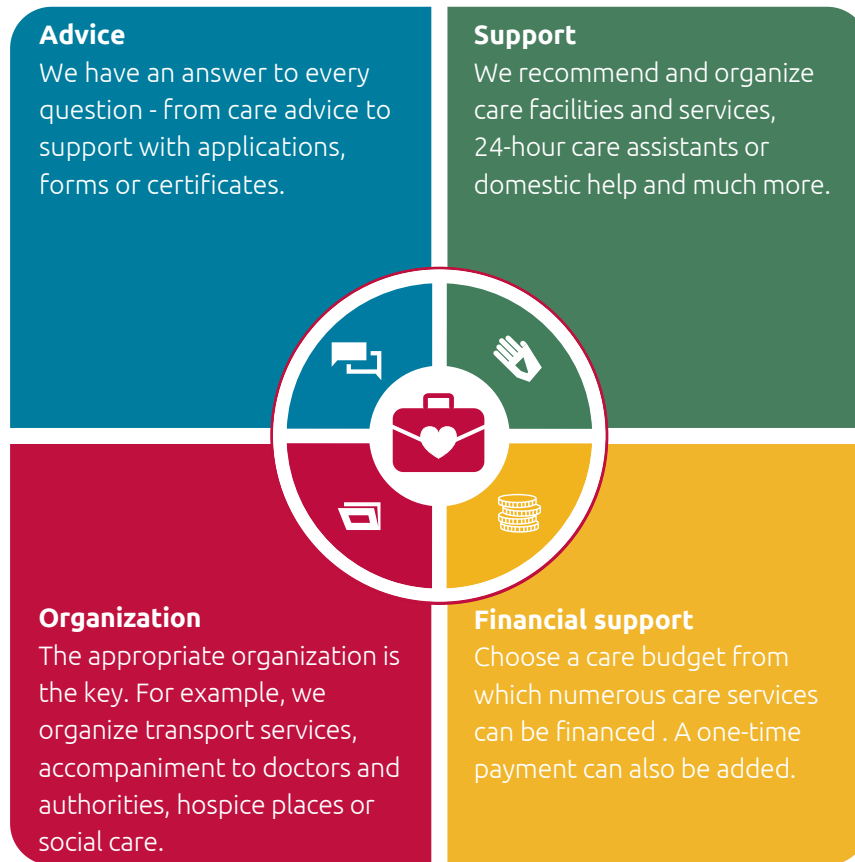 Advice
We have an answer to every
question - from care advice to
support with applications,
forms or certificates.
Support
We recommend and organize
care facilities and services,
24-hour care assistants or
domestic help and much more.
Organization
The appropriate organization is
the key. For example, we
organize transport services,
accompaniment to doctors and
authorities, hospice places or
social care.
Financial support
Choose a care budget from
which numerous care services
can be financed . A one-time
payment can also be added.